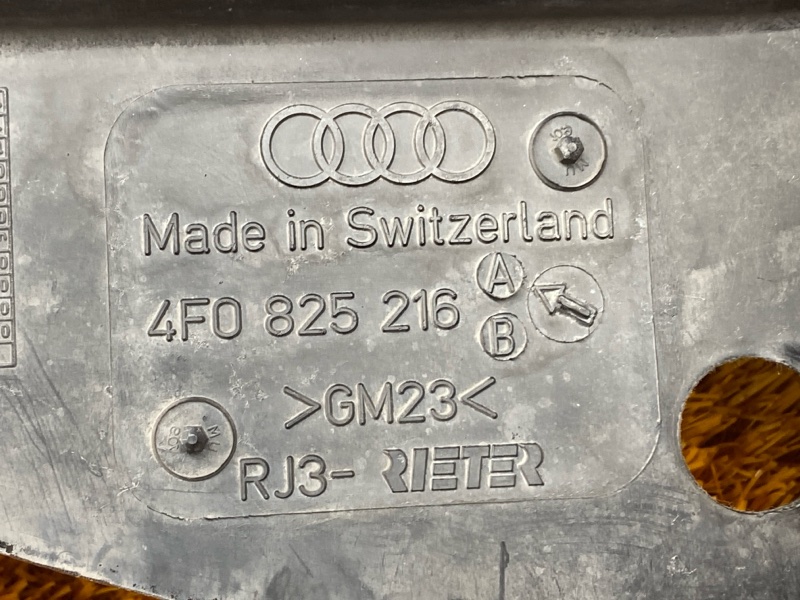 Made in Switzerland
4F0 825 216 A
B
>GM23<
RJ3- RIETER